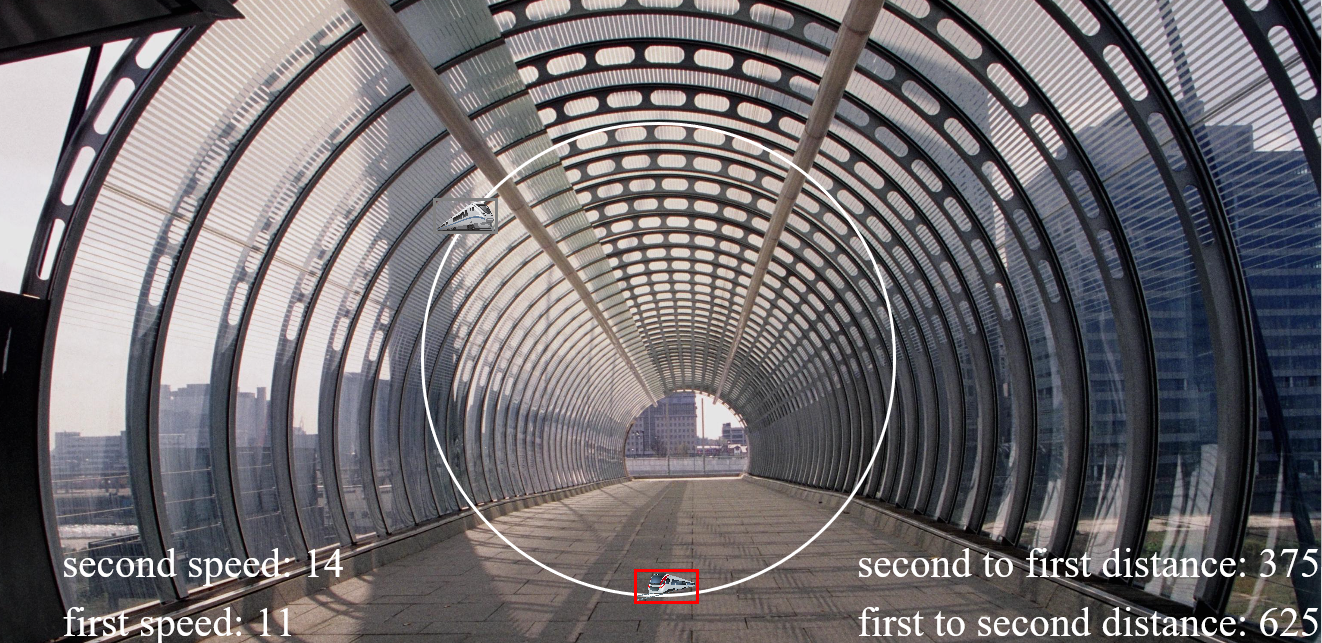 second speed: 14
first speed: 11
second to first distance: 375
first to second distance: 625